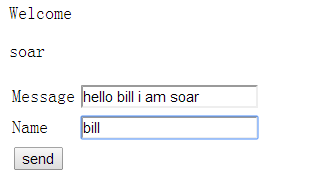 Welcome
soar
Message hello bill i am soar
Name bill
send